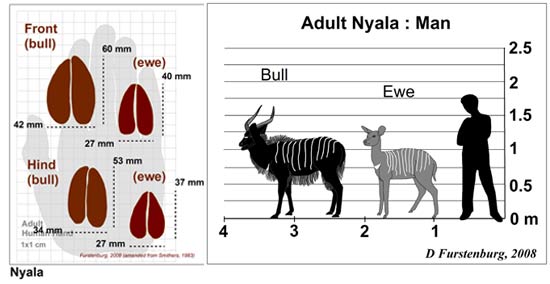 Front
(bull)
60 mm
(ewe)
40 mm
42 mm
27 mm
Hind
(bull)
53 mm
(ewe)
37 mm
Adult
Human Hand
34 mm
1x1 cm
27 mm
Furstenburg, 2008 (amended from Smithers, 1983)
Nyala
Adult Nyala : Man
2.5
Bull
2
Ewe
1.5
1
0.5
0 m
4
3
2
1
D Furstenburg, 2008